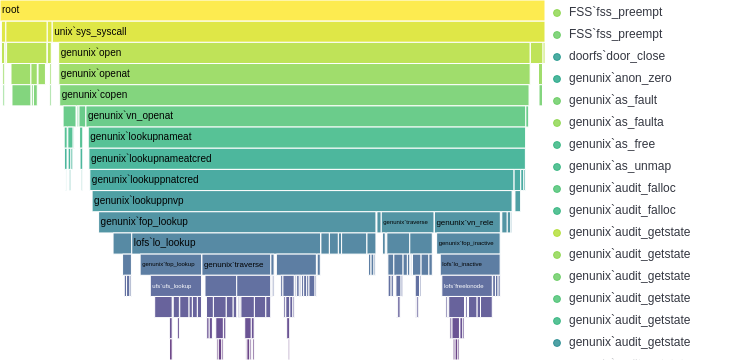 root
unix`sys_syscall
genunix`open
genunix`openat
genunix`copen
genunix`vn_openat
genunix`lookupnameat
genunix`lookupnameatcred
genunix`lookuppnatcred
genunix`lookuppnvp
genunix`fop_lookup
genunix`traverse
genunix`vn_rele
lofs`lo_lookup
genunix`fop_inactive
genunix`fop_lookup
genunix`traverse
lofs`lo_inactive
ufs`ufs_lookup
lofs`freelonode
FSS`fss_preempt
FSS`fss_preempt
doorfs`door_close
genunix`anon_zero
genunix`as_fault
genunix`as_faulta
genunix`as_free
genunix`as_unmap
genunix`audit_falloc
genunix`audit_falloc
genunix`audit_getstate
genunix`audit_getstate
genunix`audit_getstate
genunix`audit_getstate
genunix`audit_getstate
genunix`audit_getstate